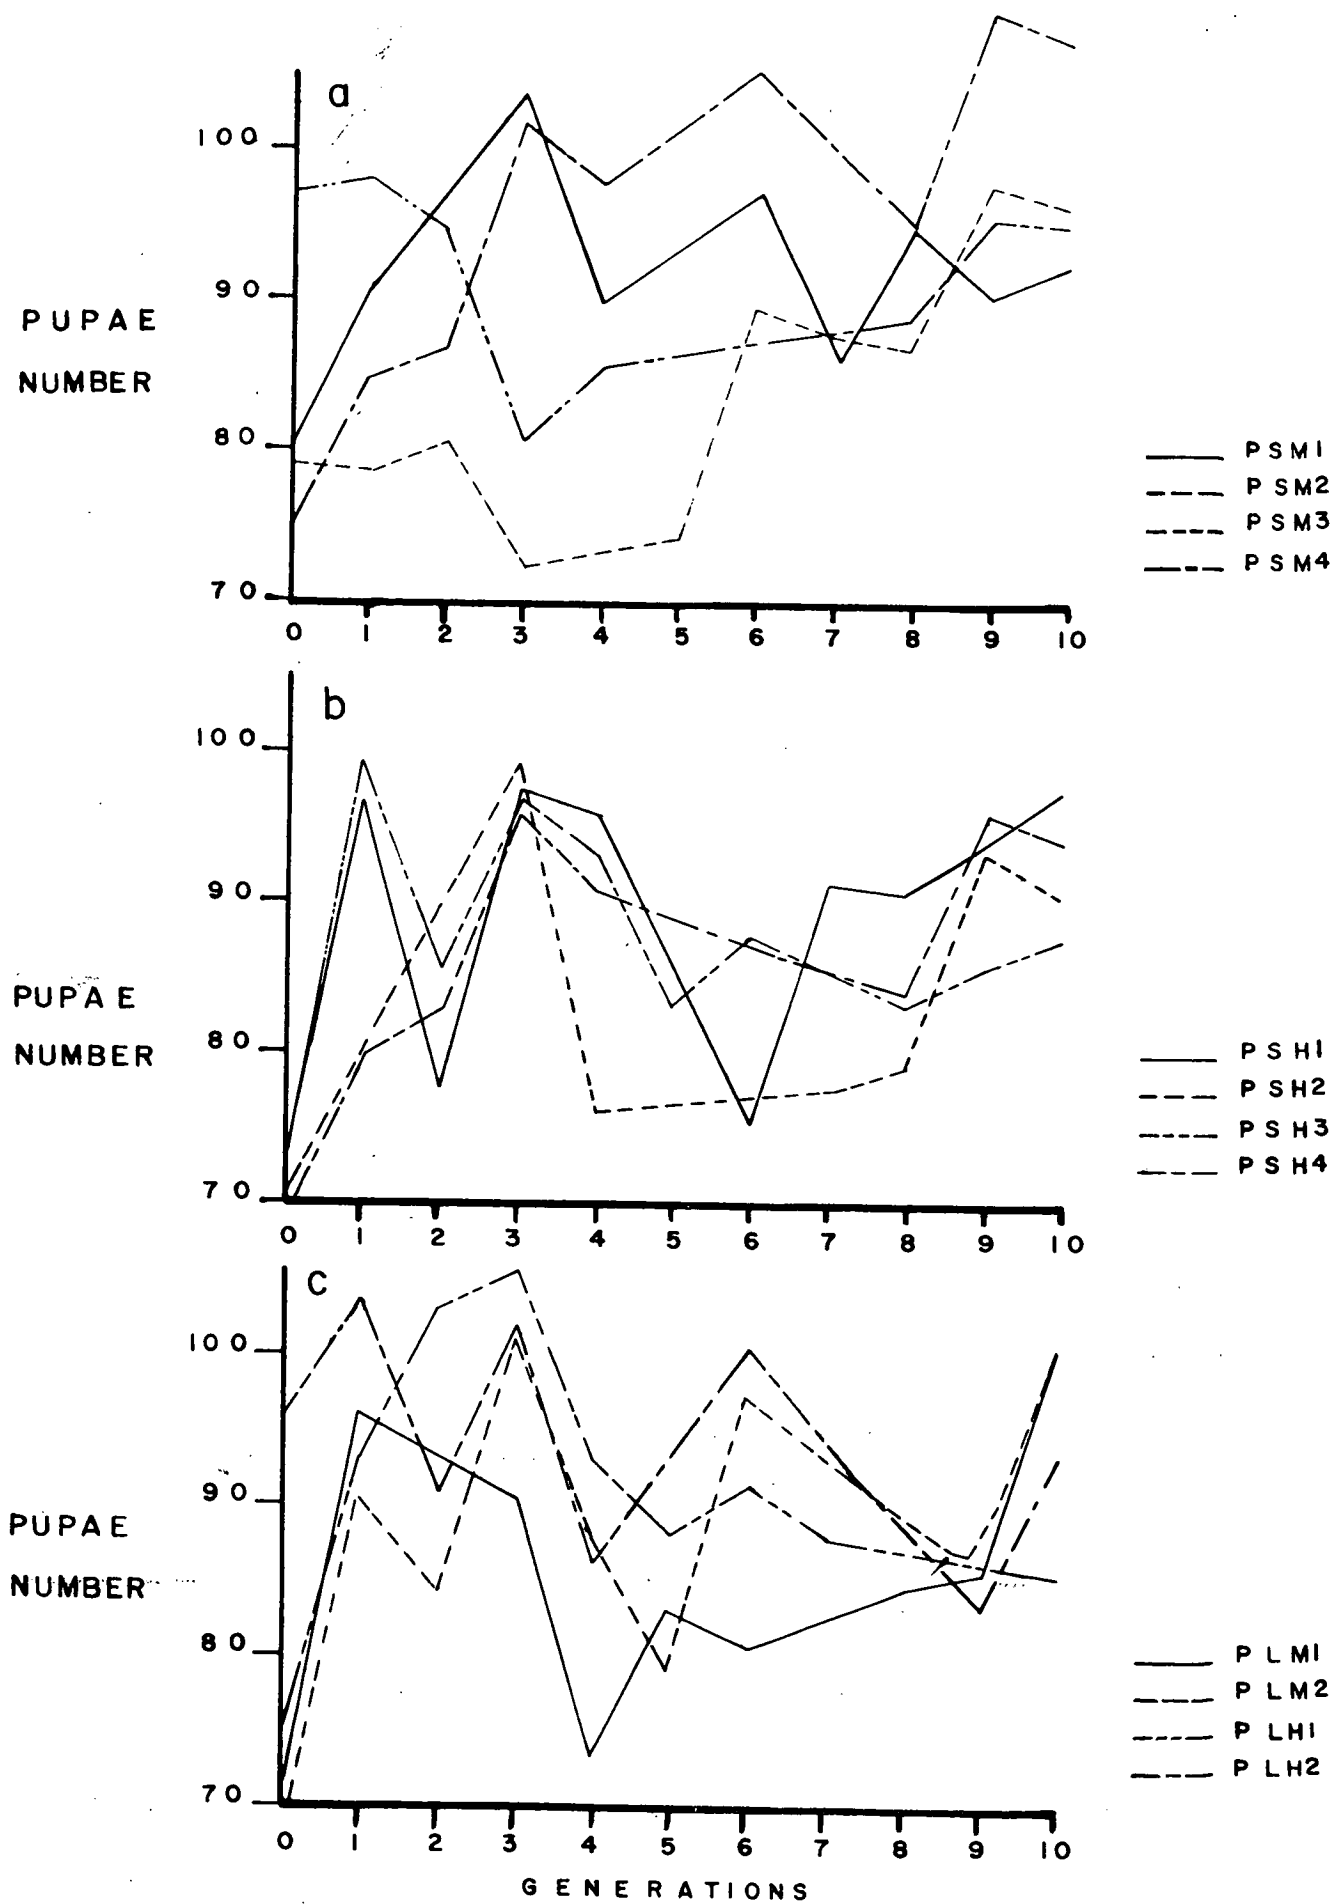 a
100
90
80
70
PUPAE
NUMBER
0 1 2 3 4 5 6 7 8 9 10
PSM1
PSM2
PSM3
PSM4
b
100
90
80
70
PUPAE
NUMBER
0 1 2 3 4 5 6 7 8 9 10
PSH1
PSH2
PSH3
PSH4
c
100
90
80
70
PUPAE
NUMBER
0 1 2 3 4 5 6 7 8 9 10
GENERATIONS
PLM1
PLM2
PLH1
PLH2